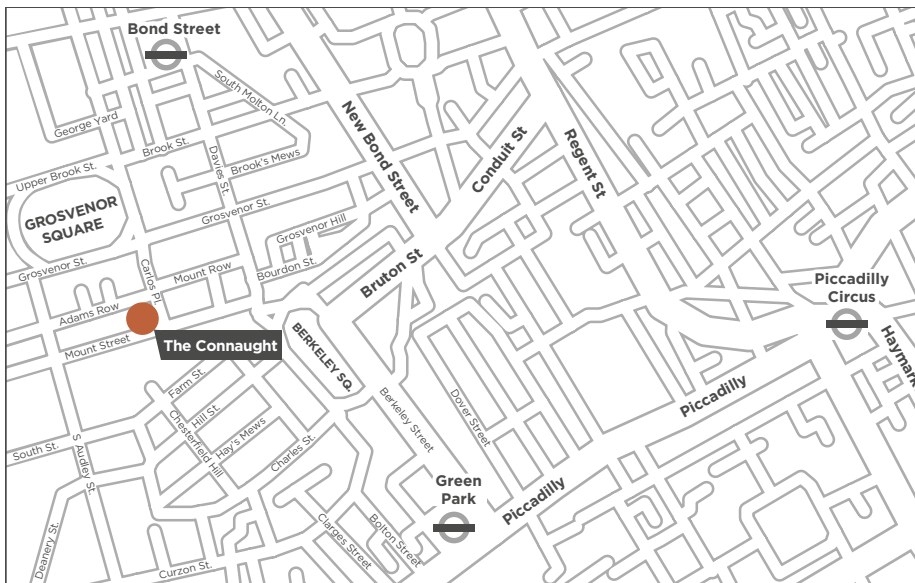 Bond Street
South Molton Ln.
George Yard
New Bond Street
Conduit St
Regent St
Brook St.
Davies St.
Brook's Mews
Upper Brook St.
GROSVENOR
SQUARE
Grosvenor St.
Grosvenor Hill
Grosvenor St.
Carlos Pl.
Mount Row
Bourdon St.
Bruton St
Piccadilly
Circus
Adams Row
Mount Street
The Connaught
BERKELEY SQ.
Haymark
Farm St.
Hill St.
Chesterfield Hill
Hay's Mews
Charles St.
Berkeley Street
Dover Street
Piccadilly
South St.
S Audley St.
Green
Park
Piccadilly
Deanery St.
Clarges Street
Bolton Street
Curzon St.